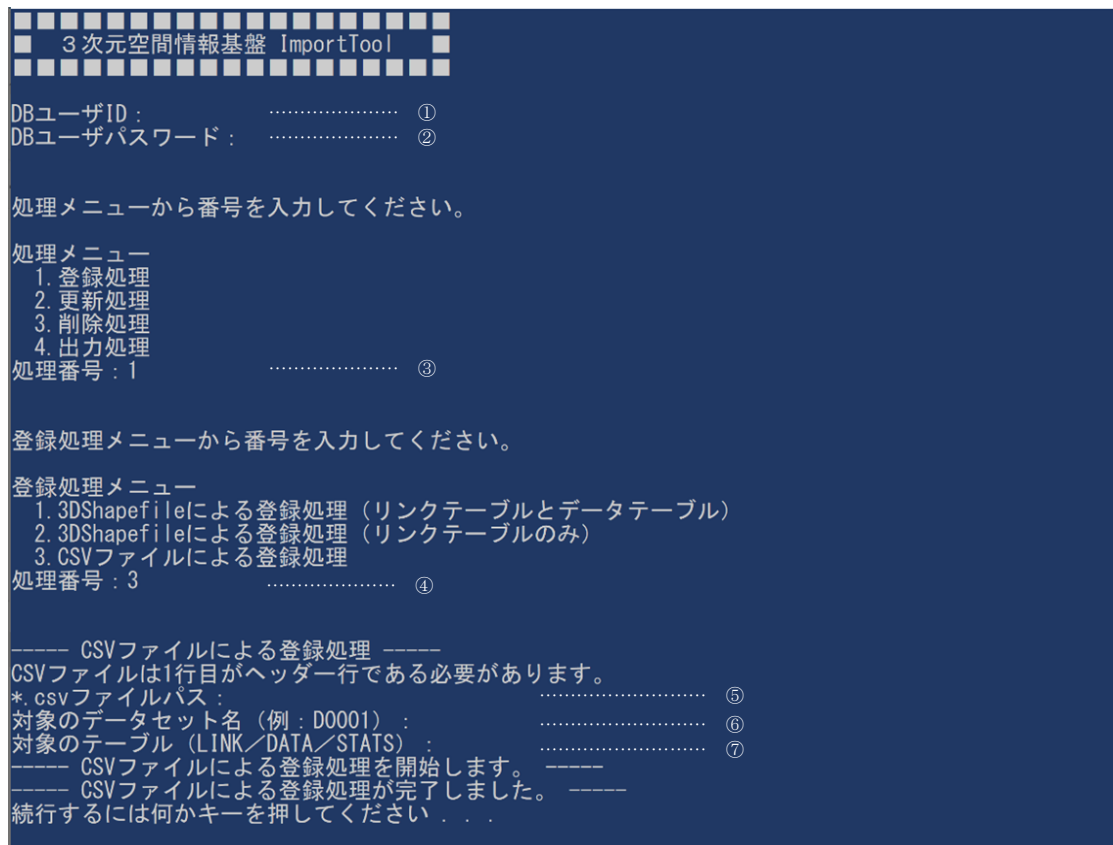 ■■■■■■■■■■■■■■■■■■■
■ ３次元空間情報基盤 ImportTool ■
■■■■■■■■■■■■■■■■■■■
DBユーザID： ………………… ①
DBユーザパスワード： ………………… ②
処理メニューから番号を入力してください。
処理メニュー
1.登録処理
2.更新処理
3.削除処理
4.出力処理
処理番号：1 ………………… ③
登録処理メニューから番号を入力してください。
登録処理メニュー
1.3DShapefileによる登録処理（リンクテーブルとデータテーブル）
2.3DShapefileによる登録処理（リンクテーブルのみ）
3.CSVファイルによる登録処理
処理番号：3 ………………… ④
----- CSVファイルによる登録処理 -----
CSVファイルは1行目がヘッダー行である必要があります。
*.csvファイルパス： ……………………… ⑤
対象のデータセット名（例：D0001）： ……………………… ⑥
対象のテーブル（LINK／DATA／STATS）： ……………………… ⑦
----- CSVファイルによる登録処理を開始します。 -----
----- CSVファイルによる登録処理が完了しました。 -----
続行するには何かキーを押してください . . .